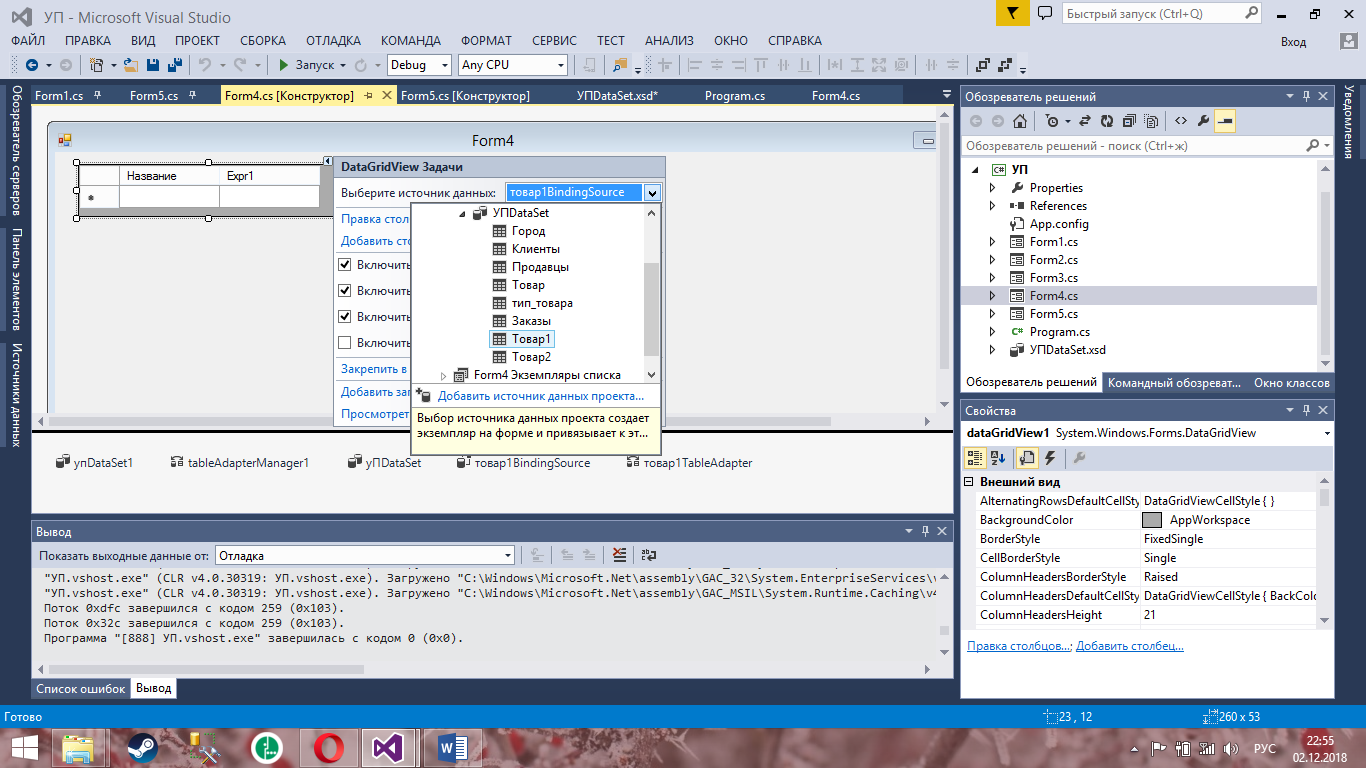 УП - Microsoft Visual Studio
Быстрый запуск (Ctrl+Q)
ФАЙЛ ПРАВКА ВИД ПРОЕКТ СБОРКА ОТЛАДКА КОМАНДА ФОРМАТ СЕРВИС ТЕСТ АНАЛИЗ ОКНО СПРАВКА
Вход
Запуск Debug Any CPU
Обозреватель серверов
Панель элементов
Источники данных
Form1.cs Form5.cs Form4.cs [Конструктор] Form5.cs [Конструктор] УПDataSet.xsd* Program.cs Form4.cs
Form4
Название Expr1
DataGridView Задачи
Выберите источник данных: товар1BindingSource
Правка стол
Добавить сто
Включить
Включить
Включить
Включить
Закрепить в
Добавить зап
Просмотрет
УПDataSet
Город
Клиенты
Продавцы
Товар
тип_товара
Заказы
Товар1
Товар2
Form4 Экземпляры списка
Добавить источник данных проекта...
Выбор источника данных проекта создает
экземпляр на форме и привязывает к эт...
упDataSet1 tableAdapterManager1 уПDataSet товар1BindingSource товар1TableAdapter
Вывод
Показать выходные данные от: Отладка
"УП.vshost.exe" (CLR v4.0.30319: УП.vshost.exe). Загружено "C:\Windows\Microsoft.Net\assembly\GAC_32\System.EnterpriseServices\v
"УП.vshost.exe" (CLR v4.0.30319: УП.vshost.exe). Загружено "C:\Windows\Microsoft.Net\assembly\GAC_MSIL\System.Runtime.Caching\v4
Поток 0xdfc завершился с кодом 259 (0x103).
Поток 0x32c завершился с кодом 259 (0x103).
Программа "[888] УП.vshost.exe" завершилась с кодом 0 (0x0).
Список ошибок Вывод
Обозреватель решений
Обозреватель решений - поиск (Ctrl+ж)
УП
Properties
References
App.config
Form1.cs
Form2.cs
Form3.cs
Form4.cs
Form5.cs
Program.cs
УПDataSet.xsd
Обозреватель решений Командный обозреват... Окно классов
Уведомления
Свойства
dataGridView1 System.Windows.Forms.DataGridView
Внешний вид
AlternatingRowsDefaultCellSty DataGridViewCellStyle { }
BackgroundColor AppWorkspace
BorderStyle FixedSingle
CellBorderStyle Single
ColumnHeadersBorderStyle Raised
ColumnHeadersDefaultCellSty DataGridViewCellStyle { BackColo
ColumnHeadersHeight 21
Правка столбцов...; Добавить столбец...
Готово 23 , 12 260 x 53
РУС
22:55
02.12.2018